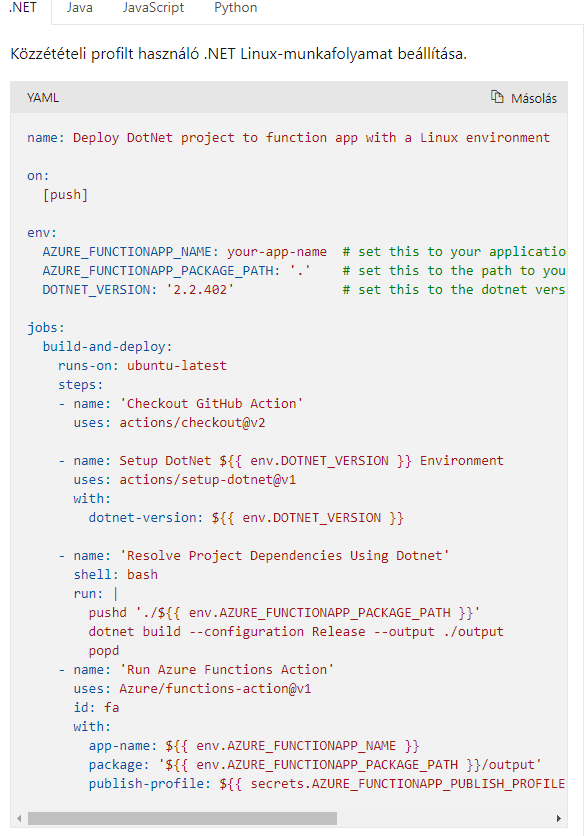 .NET Java JavaScript Python
Közzétételi profilt használó .NET Linux-munkafolyamat beállítása.
YAML Másolás
name: Deploy DotNet project to function app with a Linux environment
on:
  [push]
env:
  AZURE_FUNCTIONAPP_NAME: your-app-name  # set this to your applicatio
  AZURE_FUNCTIONAPP_PACKAGE_PATH: '.'    # set this to the path to you
  DOTNET_VERSION: '2.2.402'              # set this to the dotnet vers
jobs:
  build-and-deploy:
    runs-on: ubuntu-latest
    steps:
    - name: 'Checkout GitHub Action'
      uses: actions/checkout@v2
    - name: Setup DotNet ${{ env.DOTNET_VERSION }} Environment
      uses: actions/setup-dotnet@v1
      with:
        dotnet-version: ${{ env.DOTNET_VERSION }}
    - name: 'Resolve Project Dependencies Using Dotnet'
      shell: bash
      run: |
        pushd './${{ env.AZURE_FUNCTIONAPP_PACKAGE_PATH }}'
        dotnet build --configuration Release --output ./output
        popd
    - name: 'Run Azure Functions Action'
      uses: Azure/functions-action@v1
      id: fa
      with:
        app-name: ${{ env.AZURE_FUNCTIONAPP_NAME }}
        package: '${{ env.AZURE_FUNCTIONAPP_PACKAGE_PATH }}/output'
        publish-profile: ${{ secrets.AZURE_FUNCTIONAPP_PUBLISH_PROFILE